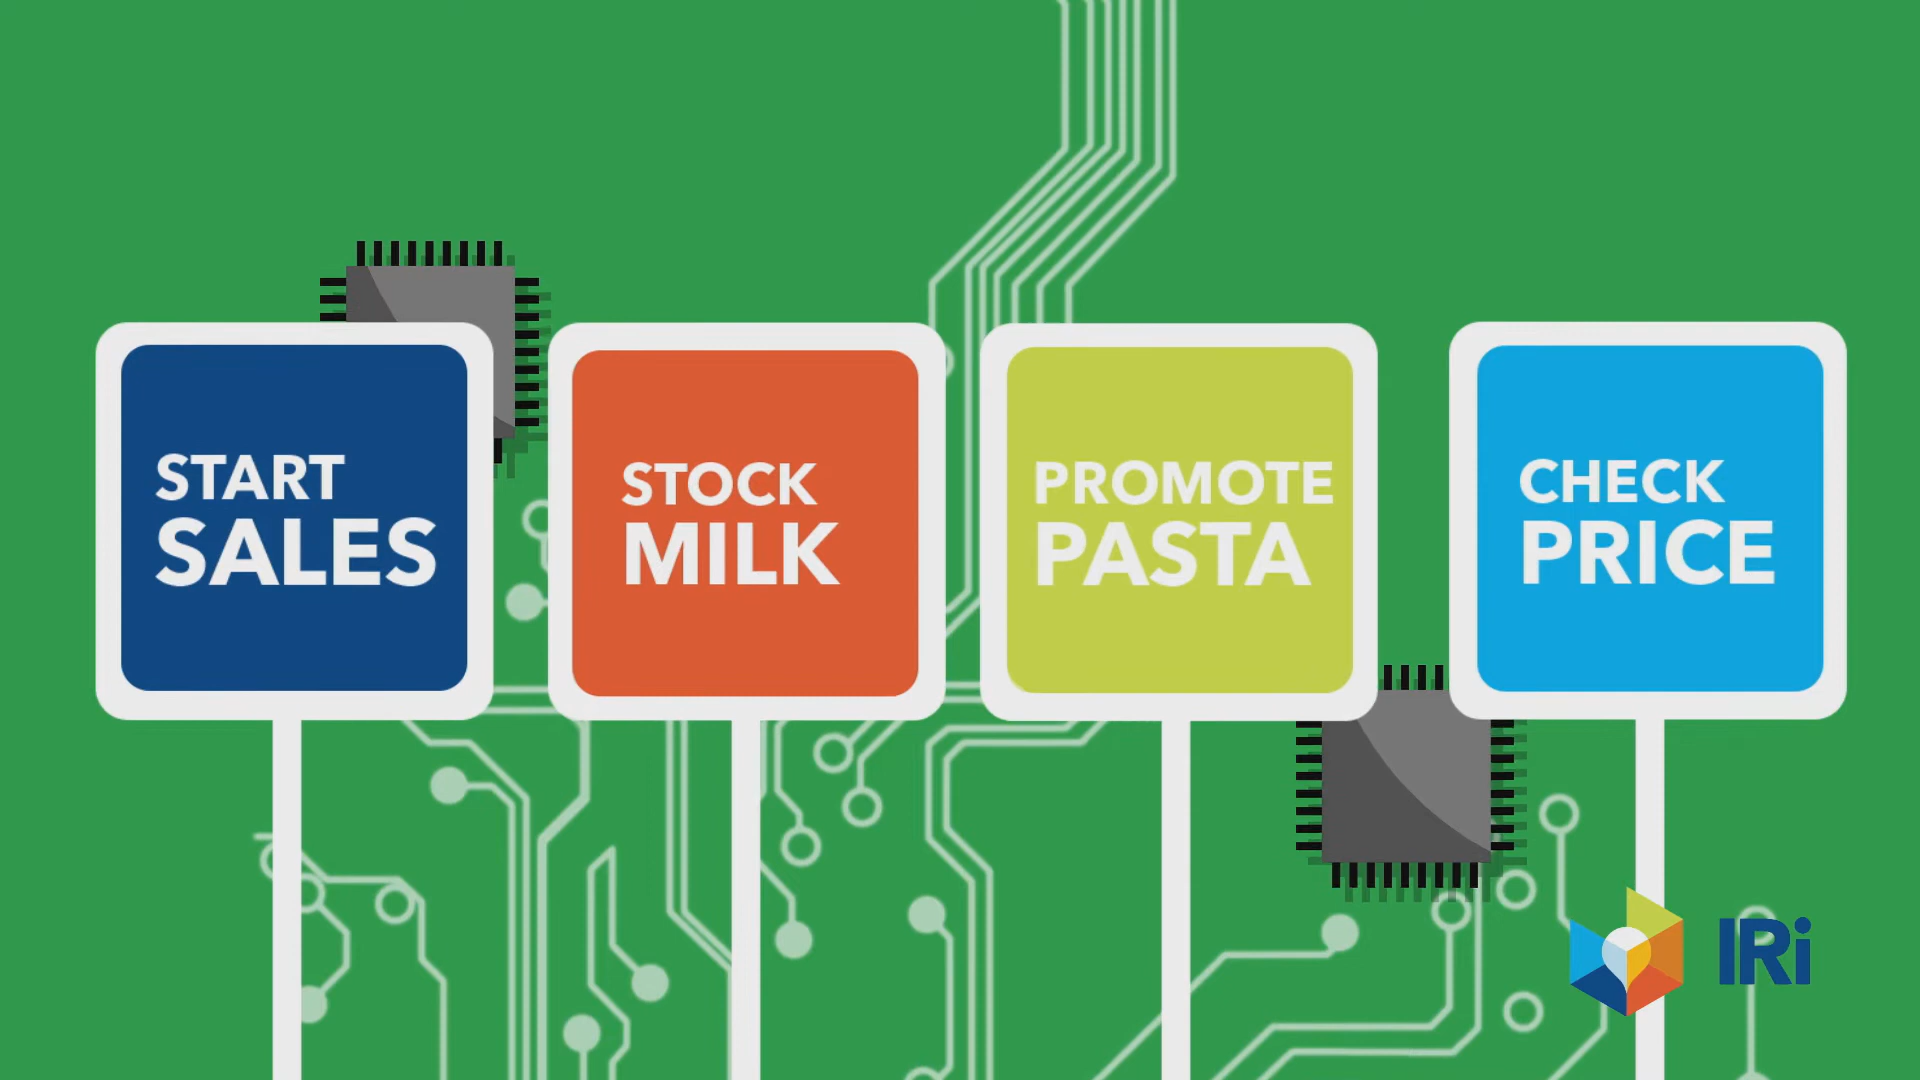 START
SALES
STOCK
MILK
PROMOTE
PASTA
CHECK
PRICE
IRi